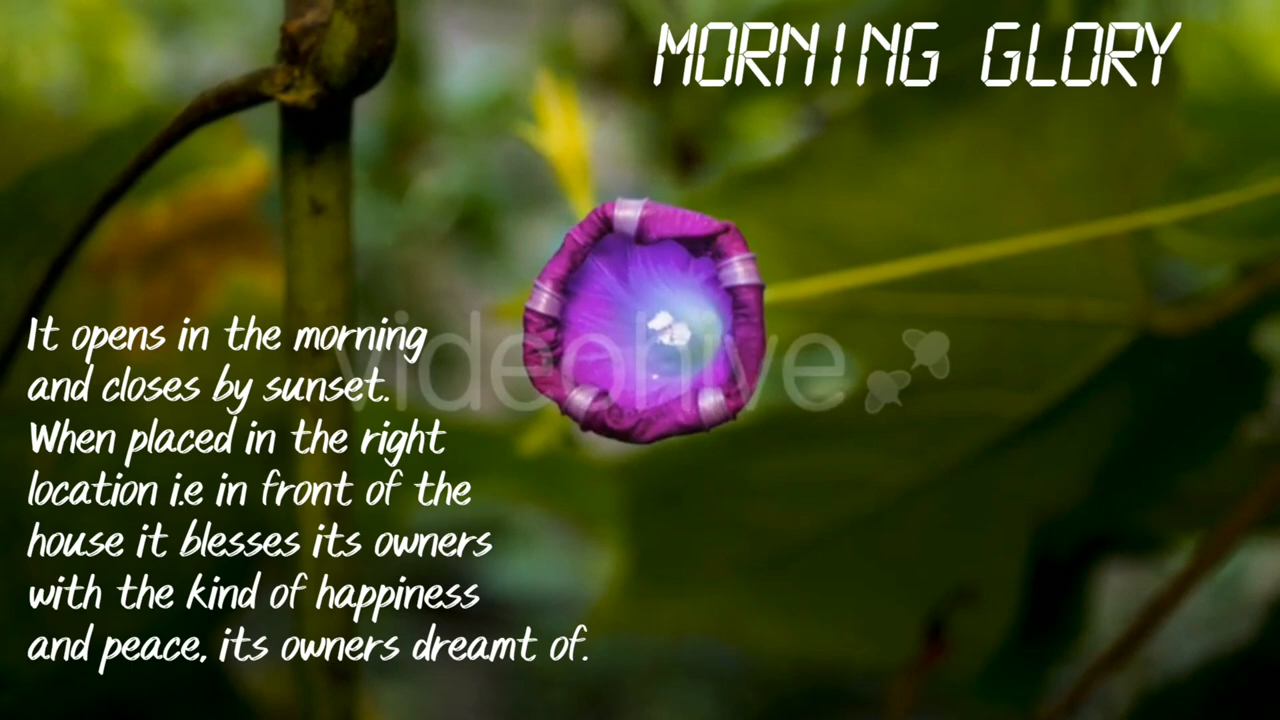 MORNING GLORY
It opens in the morning
and closes by sunset.
When placed in the right
location i.e in front of the
house it blesses its owners
with the kind of happiness
and peace, its owners dreamt of.
videohive